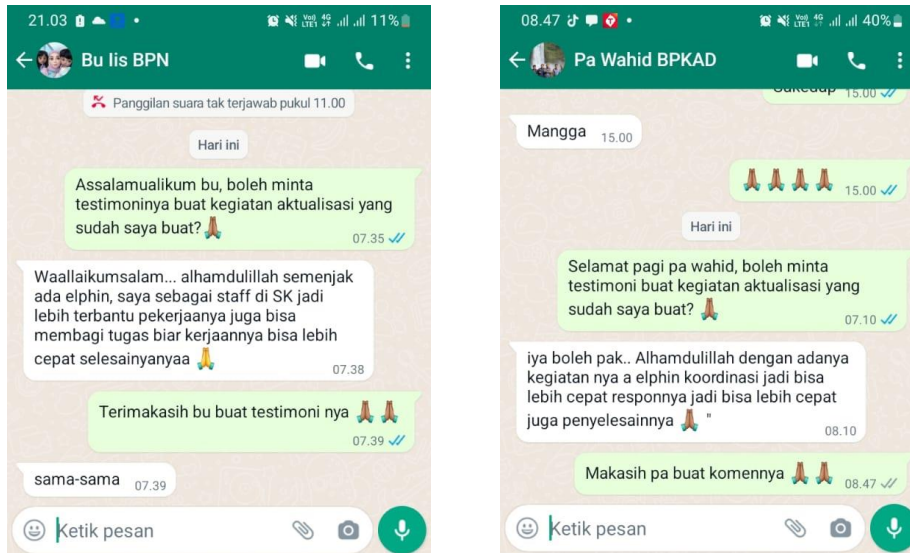 21.03
11%
Bu Iis BPN
Panggilan suara tak terjawab pukul 11.00
Hari ini
Assalamualikum bu, boleh minta
testimoninya buat kegiatan aktualisasi yang
sudah saya buat?🙏🏽
07.35
Waallaikumsalam... alhamdulillah semenjak
ada elphin, saya sebagai staff di SK jadi
lebih terbantu pekerjaanya juga bisa
membagi tugas biar kerjaannya bisa lebih
cepat selesainyanyaa 🙏
07.38
Terimakasih bu buat testimoni nya 🙏🏽 🙏🏽
07.39
sama-sama 07.39
Ketik pesan
08.47
Vo)) LTE1 4G 40%
Pa Wahid BPKAD
15.00
Mangga 15.00
🙏🏽 🙏🏽 🙏🏽 🙏🏽 15.00
Hari ini
Selamat pagi pa wahid, boleh minta
testimoni buat kegiatan aktualisasi yang
sudah saya buat? 🙏🏽
07.10
iya boleh pak.. Alhamdulillah dengan adanya
kegiatan nya a elphin koordinasi jadi bisa
lebih cepat responnya jadi bisa lebih cepat
juga penyelesainnya 🙏🏽 "
08.10
Makasih pa buat komennya 🙏🏽 🙏🏽 08.47
Ketik pesan